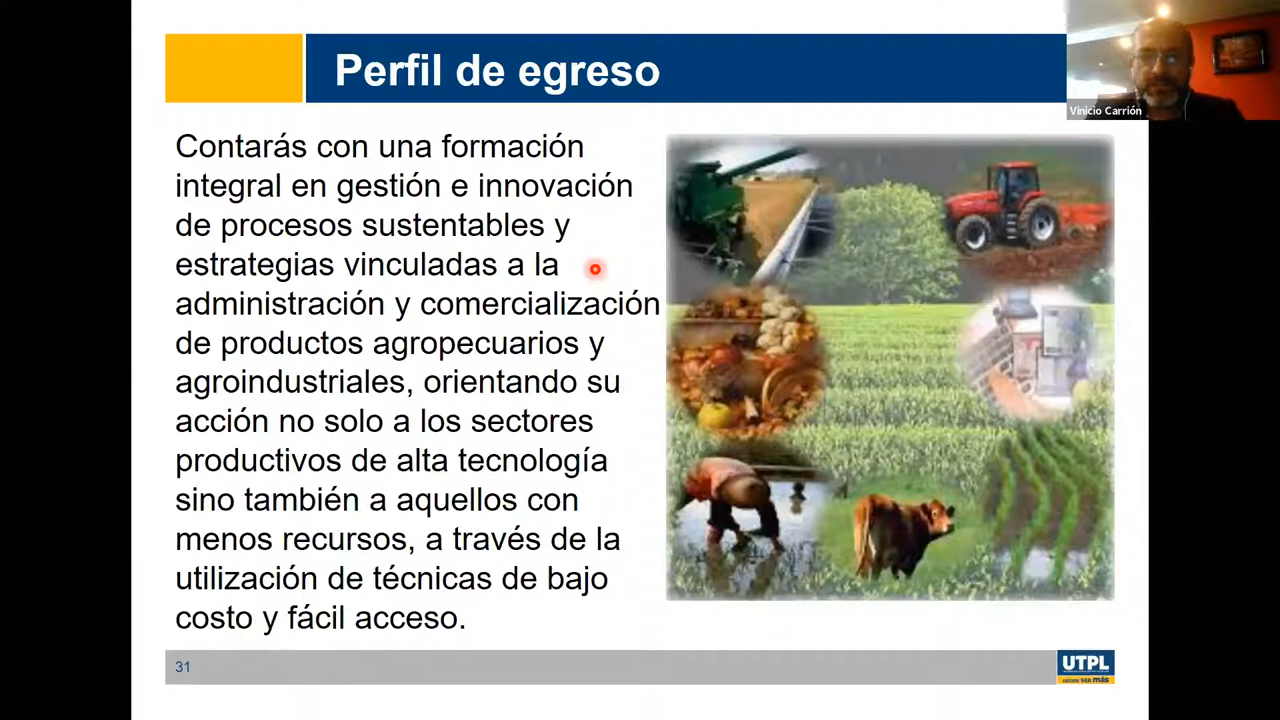 Perfil de egreso
Vinicio Carrión
Contarás con una formación
integral en gestión e innovación
de procesos sustentables y
estrategias vinculadas a la
administración y comercialización
de productos agropecuarios y
agroindustriales, orientando su
acción no solo a los sectores
productivos de alta tecnología
sino también a aquellos con
menos recursos, a través de la
utilización de técnicas de bajo
costo y fácil acceso.
31
UTPL
más